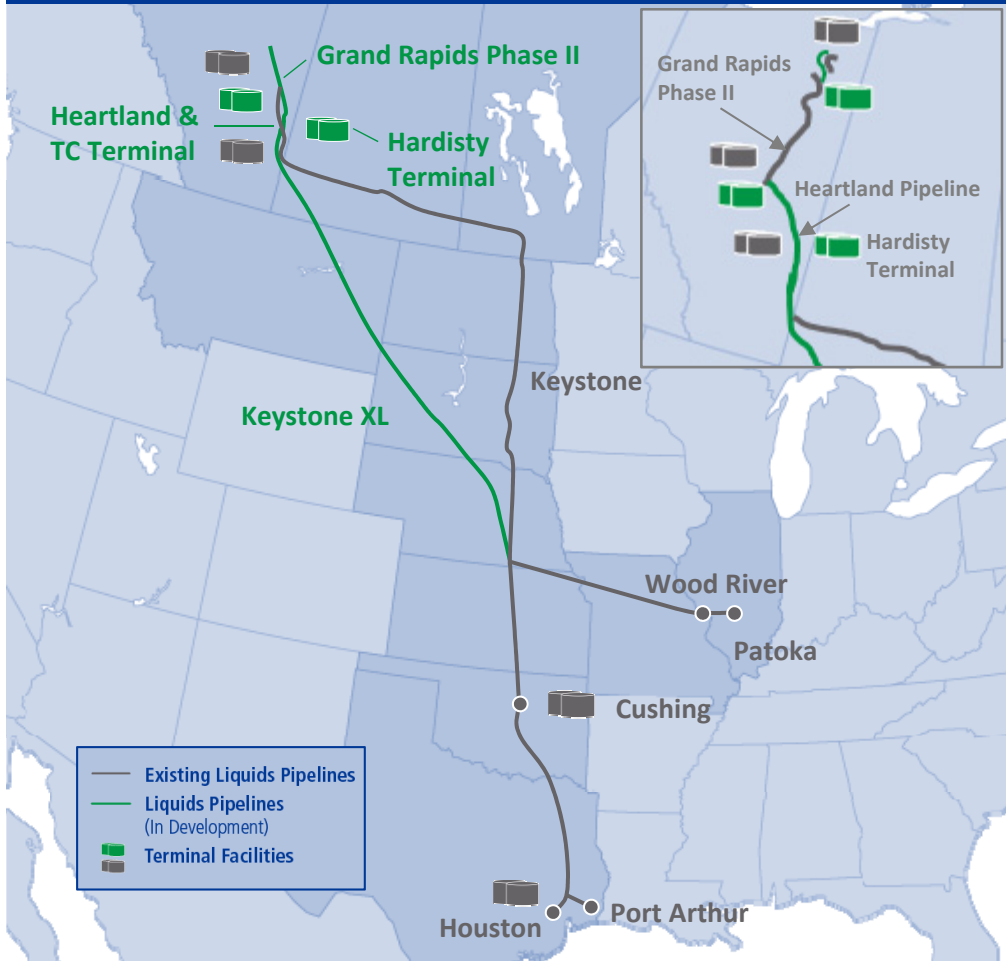 Grand Rapids Phase II
Heartland &
TC Terminal
Hardisty
Terminal
Grand Rapids
Phase II
Heartland Pipeline
Hardisty
Terminal
Keystone
Keystone XL
Wood River
Patoka
Cushing
Existing Liquids Pipelines
Liquids Pipelines
(In Development)
Terminal Facilities
Houston
Port Arthur